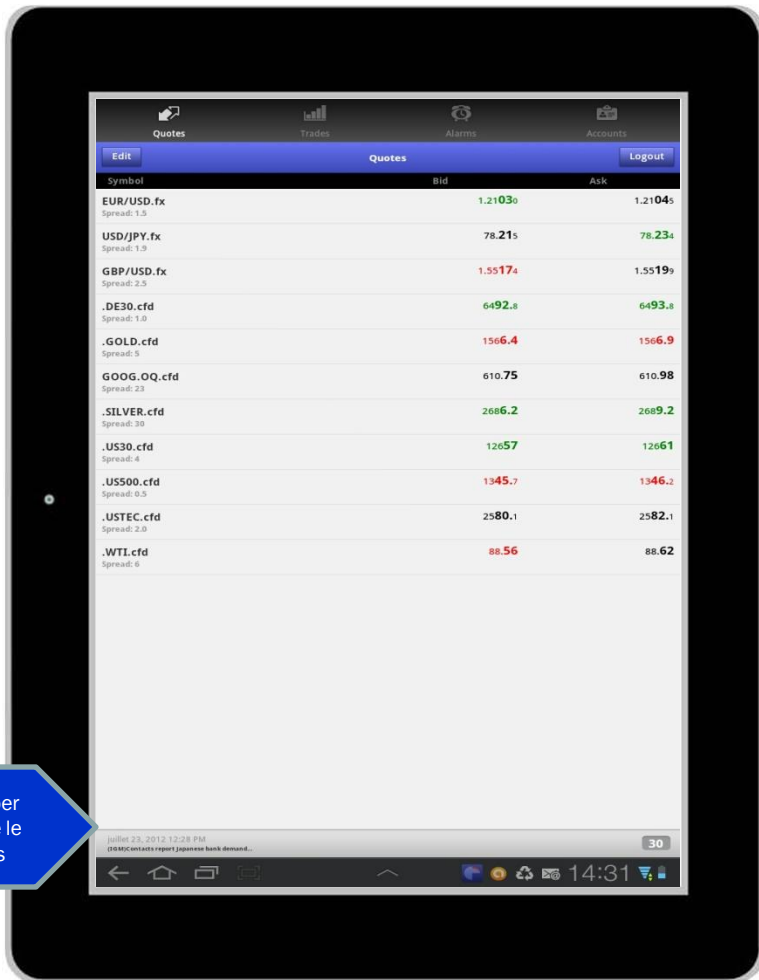 Quotes Trades Alarms Accounts
Edit Quotes Logout
Symbol Bid Ask
EUR/USD.fx 1.21030 1.21045
Spread: 1.5
USD/JPY.fx 78.215 78.234
Spread: 1.9
GBP/USD.fx 1.55174 1.55199
Spread: 2.5
.DE30.cfd 6492.8 6493.8
Spread: 1.0
.GOLD.cfd 1566.4 1566.9
Spread: 5
GOOG.OQ.cfd 610.75 610.98
Spread: 23
.SILVER.cfd 2686.2 2689.2
Spread: 30
.US30.cfd 12657 12661
Spread: 4
.US500.cfd 1345.7 1346.2
Spread: 0.5
.USTEC.cfd 2580.1 2582.1
Spread: 2.0
.WTI.cfd 88.56 88.62
Spread: 6
le
juillet 23, 2012 12:28 PM 30
(IGM)Contacts report Japanese bank demand...
14:31